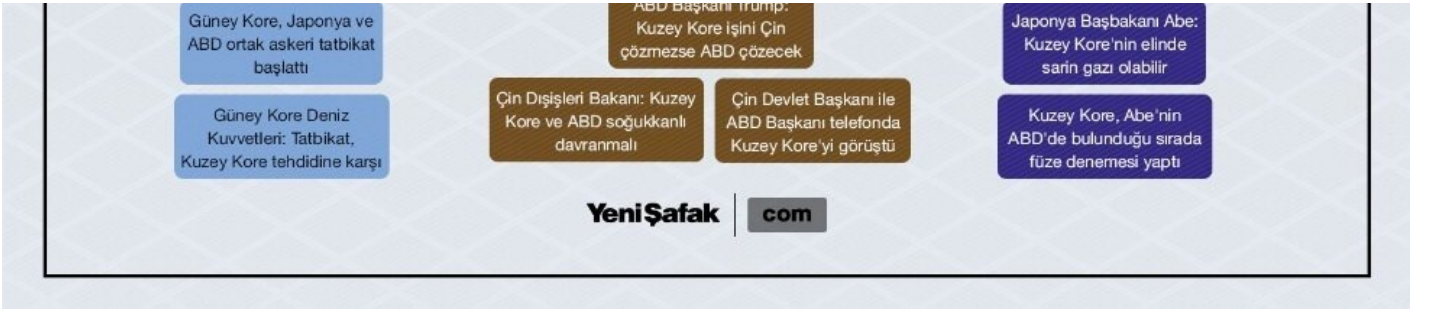 Güney Kore, Japonya ve
ABD ortak askeri tatbikat
başlattı
Güney Kore Deniz
Kuvvetleri: Tatbikat,
Kuzey Kore tehdidine karşı
ABD Başkanı Trump:
Kuzey Kore işini Çin
çözmezse ABD çözecek
Çin Dışişleri Bakanı: Kuzey
Kore ve ABD soğukkanlı
davranmalı
Çin Devlet Başkanı ile
ABD Başkanı telefonda
Kuzey Kore'yi görüştü
Japonya Başbakanı Abe:
Kuzey Kore'nin elinde
sarin gazı olabilir
Kuzey Kore, Abe'nin
ABD'de bulunduğu sırada
füze denemesi yaptı
YeniŞafak com